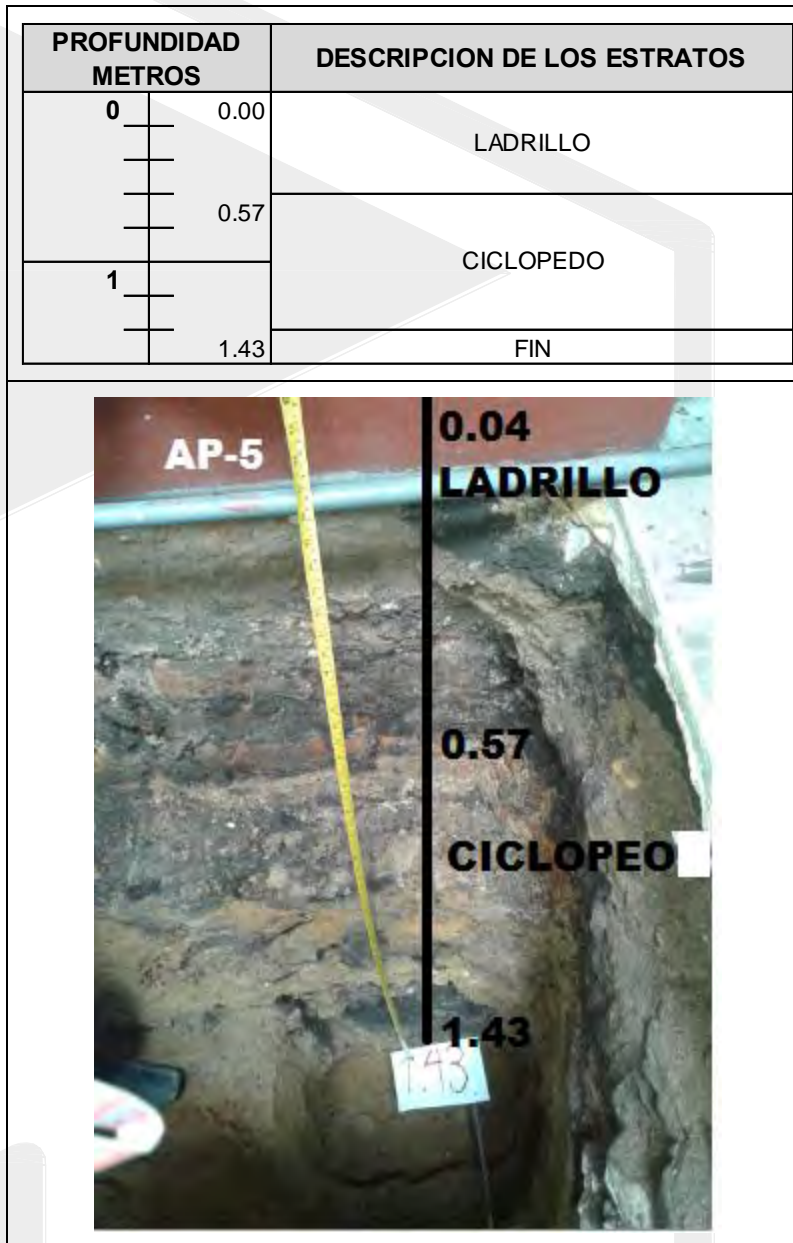 PROFUNDIDAD METROS
DESCRIPCION DE LOS ESTRATOS
0
0.00
LADRILLO
0.57
CICLOPEDO
1
1.43
FIN
AP-5
0.04
LADRILLO
0.57
CICLOPEO
1.43
1.43